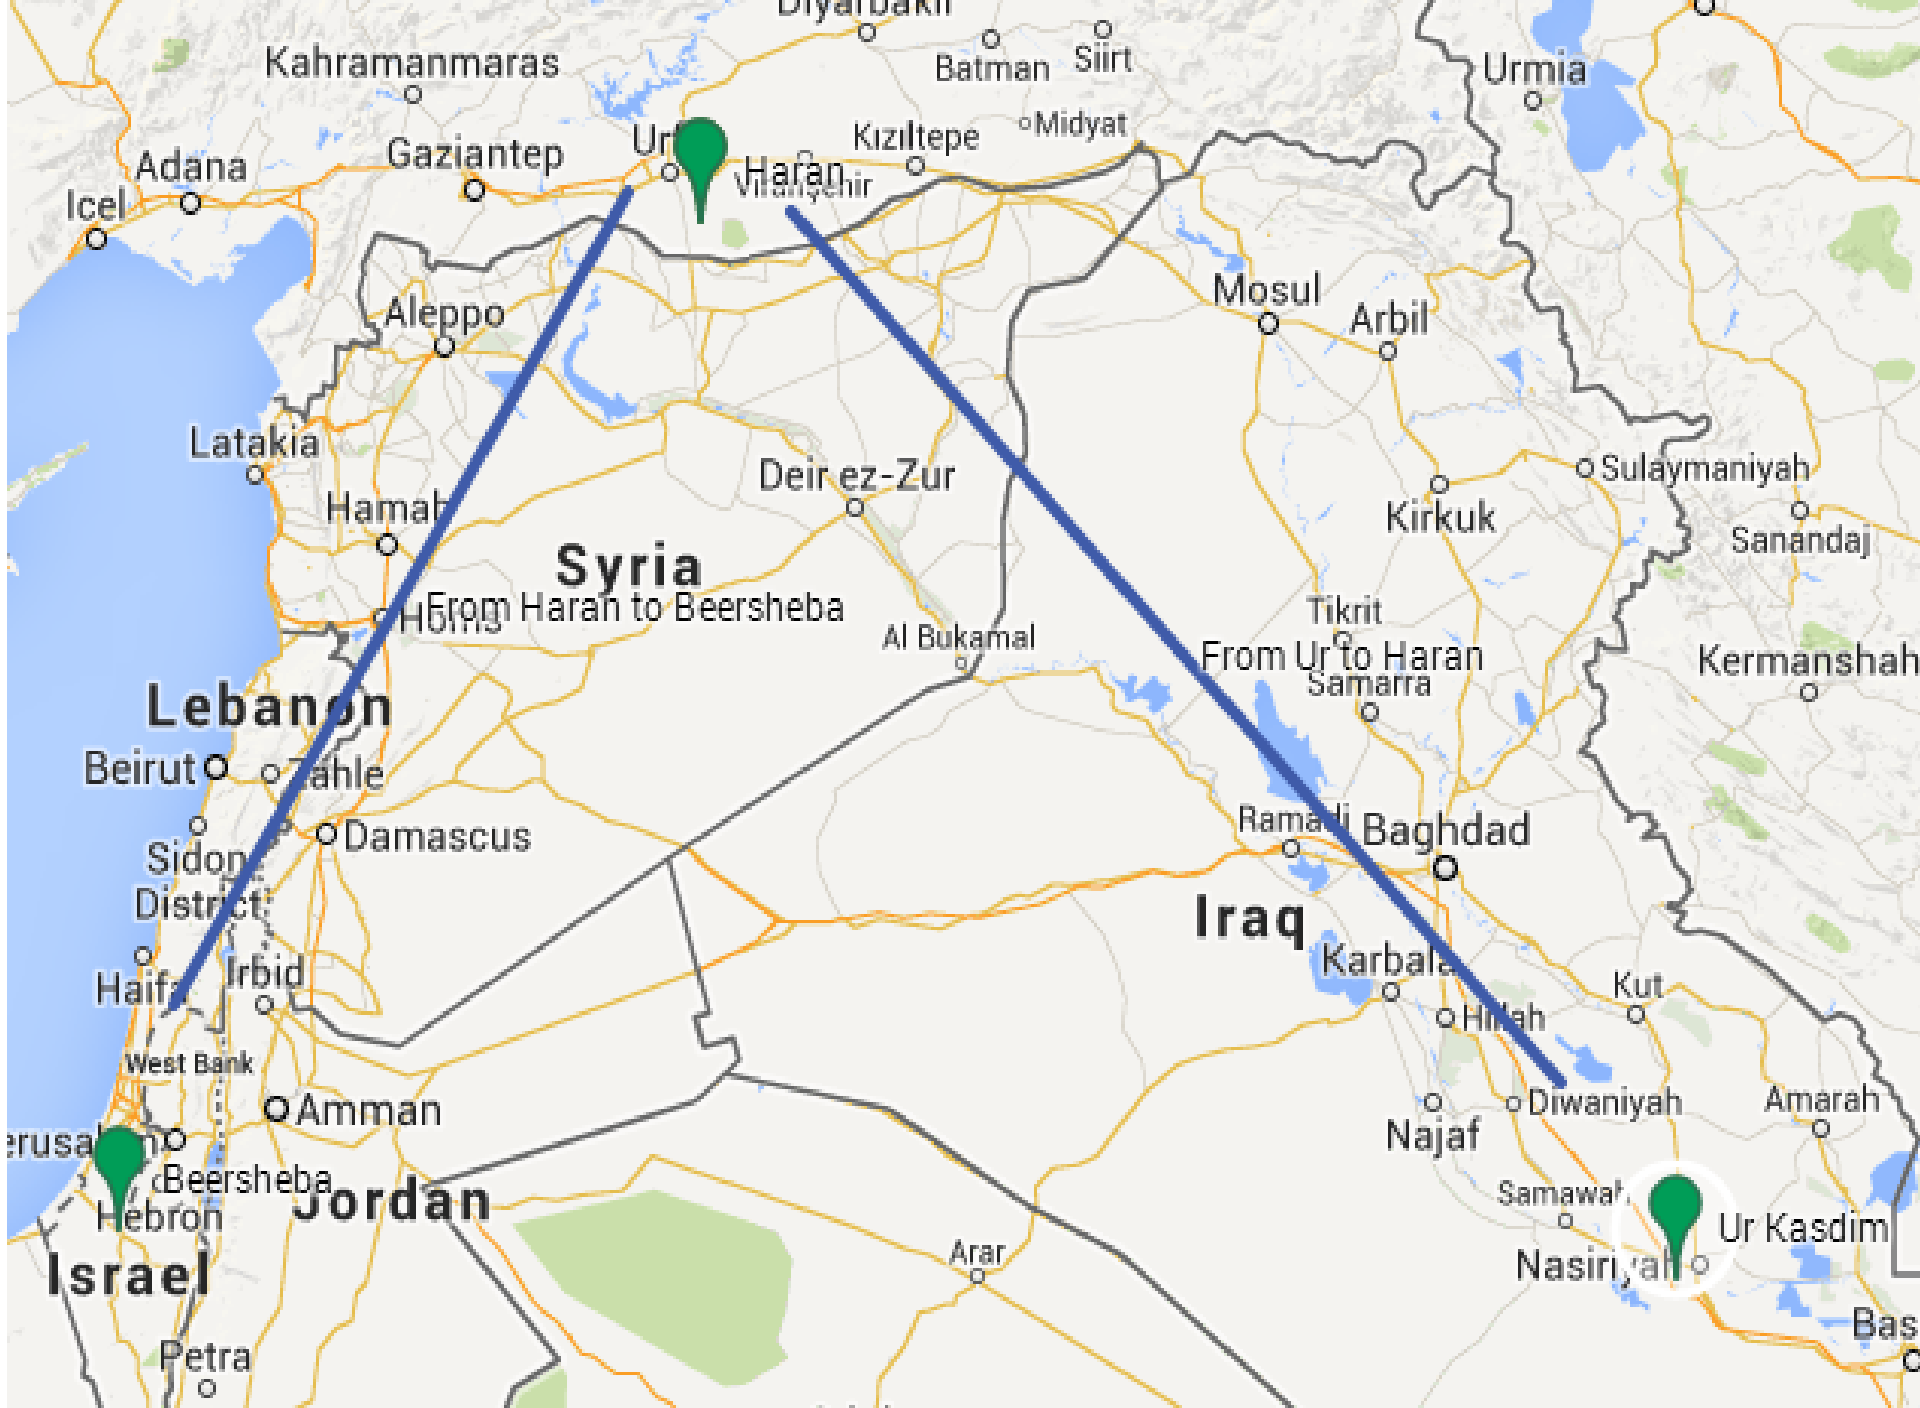 Diyarbakir
Kahramanmaras
Batman
Siirt
Urmia
Gaziantep
Kızıltepe
Midyat
Adana
Haran
Viranşehir
Icel
Aleppo
Mosul
Arbil
Latakia
Deir ez-Zur
Sulaymaniyah
Hamah
Kirkuk
Sanandaj
Syria
From Haran to Beersheba
Homs
Tikrit
Al Bukamal
From Ur to Haran
Samarra
Kermanshah
Lebanon
Beirut
Zahle
Damascus
Ramadi
Baghdad
Sidon
District
Iraq
Karbala
Haifa
Irbid
Kut
Hillah
West Bank
Amman
Diwaniyah
Amarah
Najaf
erusalem
Beersheba
Hebron
Jordan
Samawah
Ur Kasdim
Nasiriyah
Israel
Arar
Bas
Petra